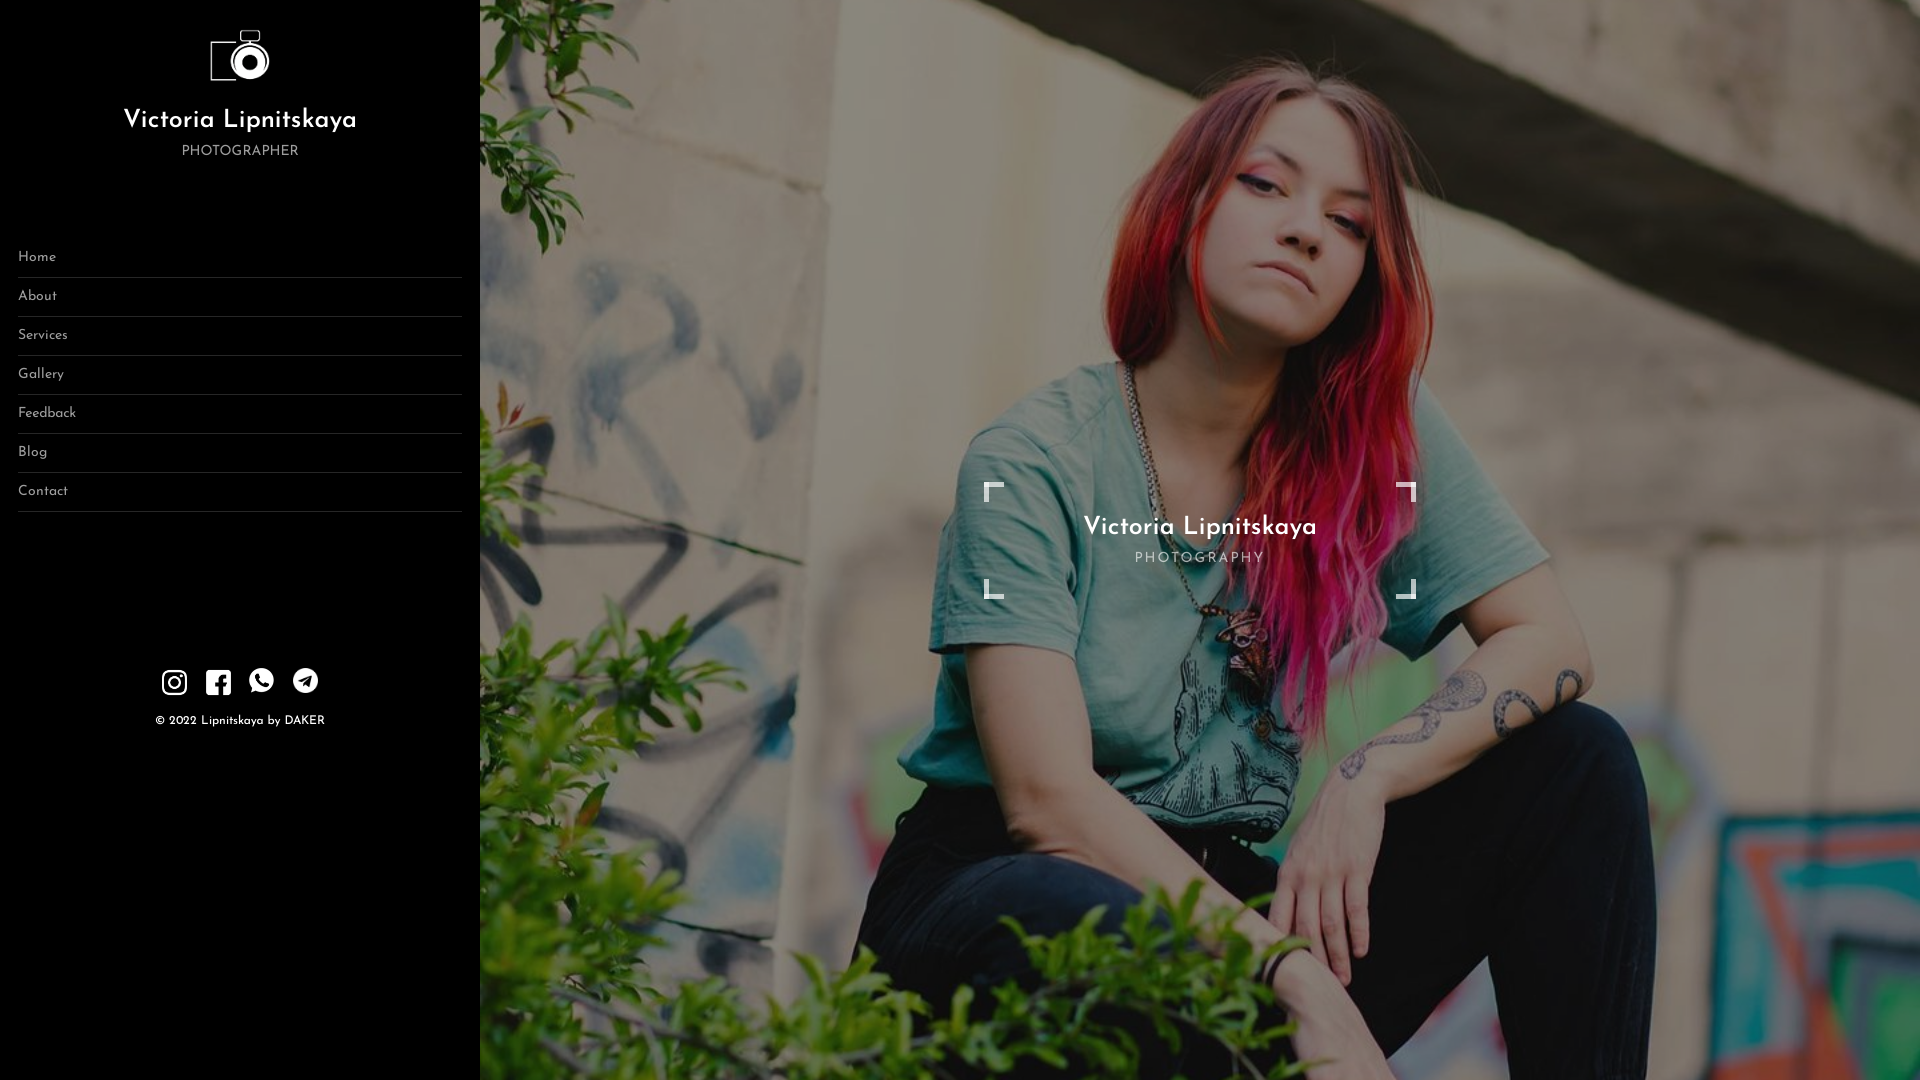 Victoria Lipnitskaya
PHOTOGRAPHER
Home
About
Services
Gallery
Feedback
Blog
Contact
© 2022 Lipnitskaya by DAKER
Victoria Lipnitskaya
PHOTOGRAPHY